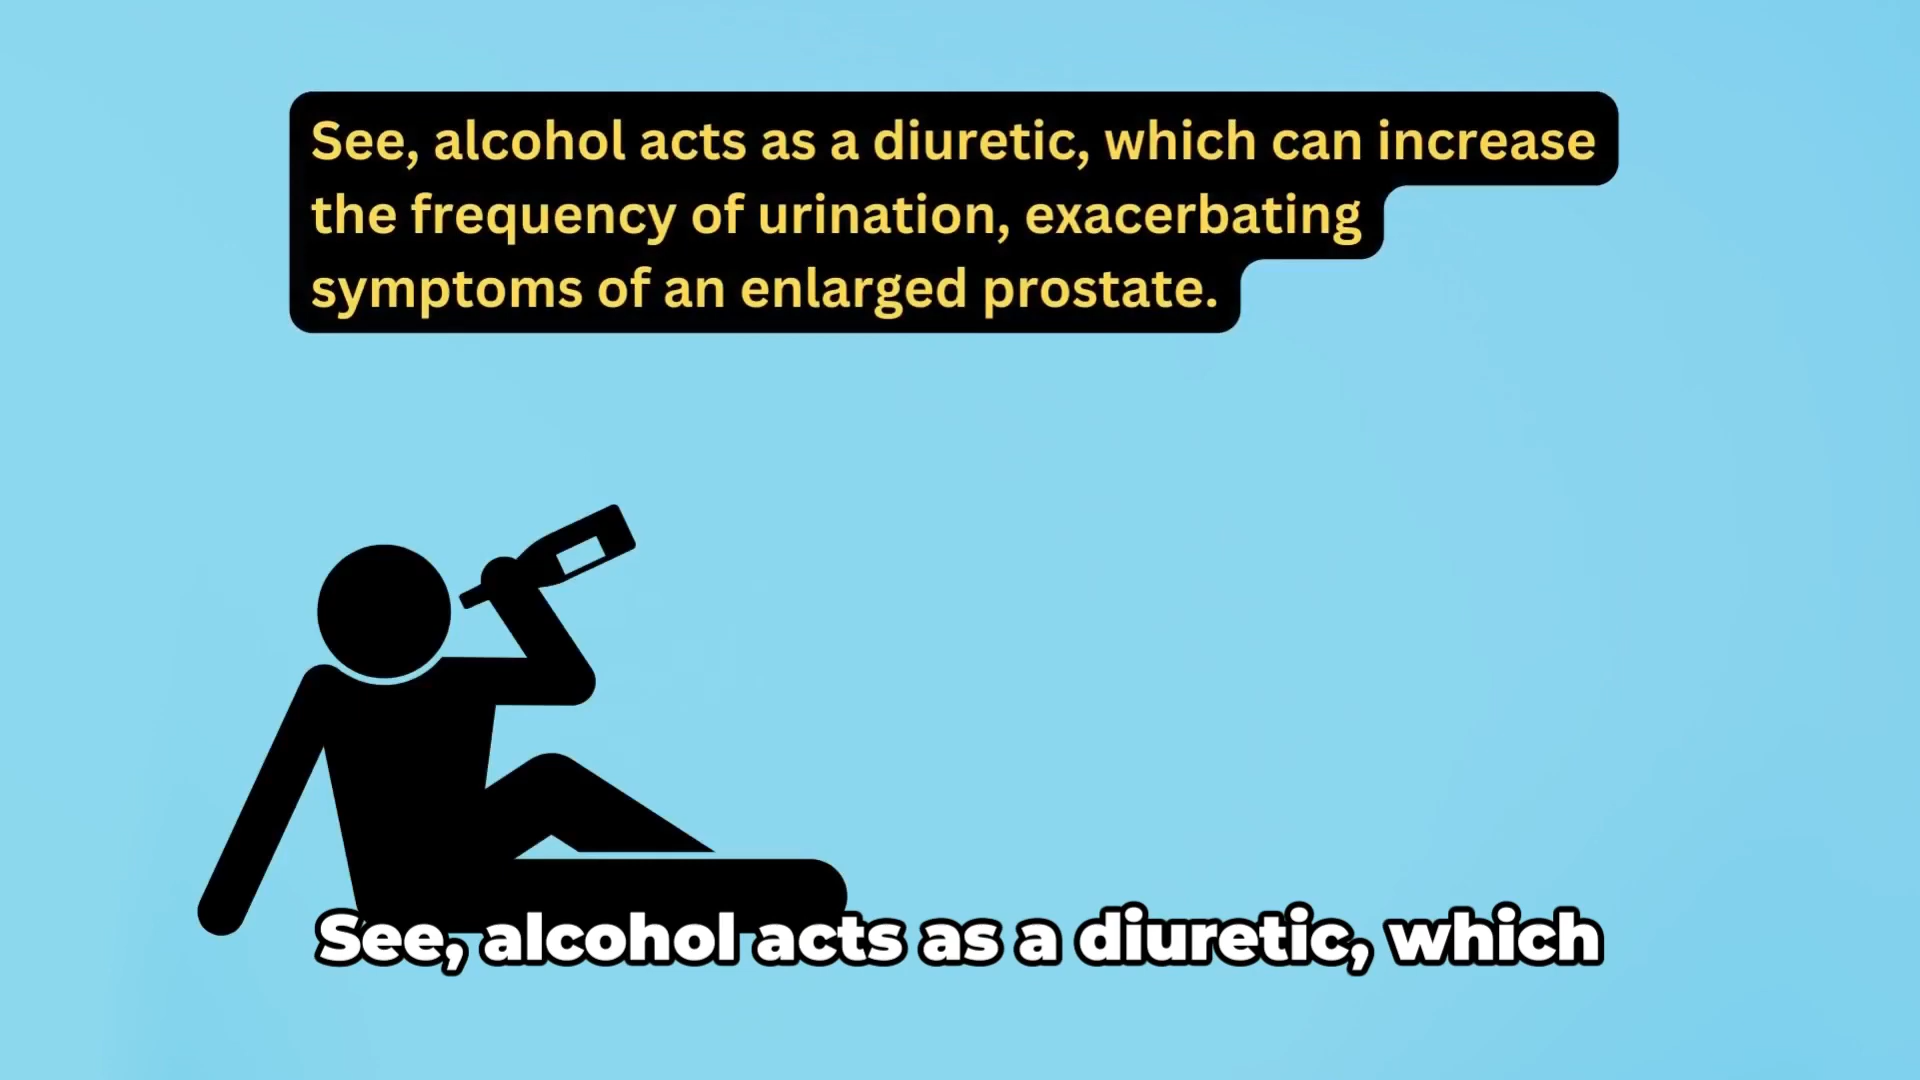 See, alcohol acts as a diuretic, which can increase
the frequency of urination, exacerbating
symptoms of an enlarged prostate.
See, alcohol acts as a diuretic, which